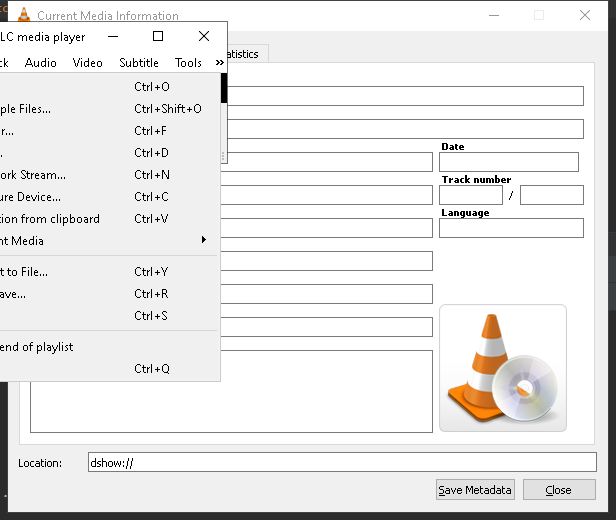 Current Media Information
LC media player
ck Audio Video Subtitle Tools »
atistics
Ctrl+O
ple Files... Ctrl+Shift+O
r... Ctrl+F
. Ctrl+D
ork Stream... Ctrl+N
ure Device... Ctrl+C
tion from clipboard Ctrl+V
nt Media
t to File... Ctrl+Y
ave... Ctrl+R
Ctrl+S
end of playlist
Ctrl+Q
Date
Track number
/
Language
Location: dshow://
Save Metadata Close